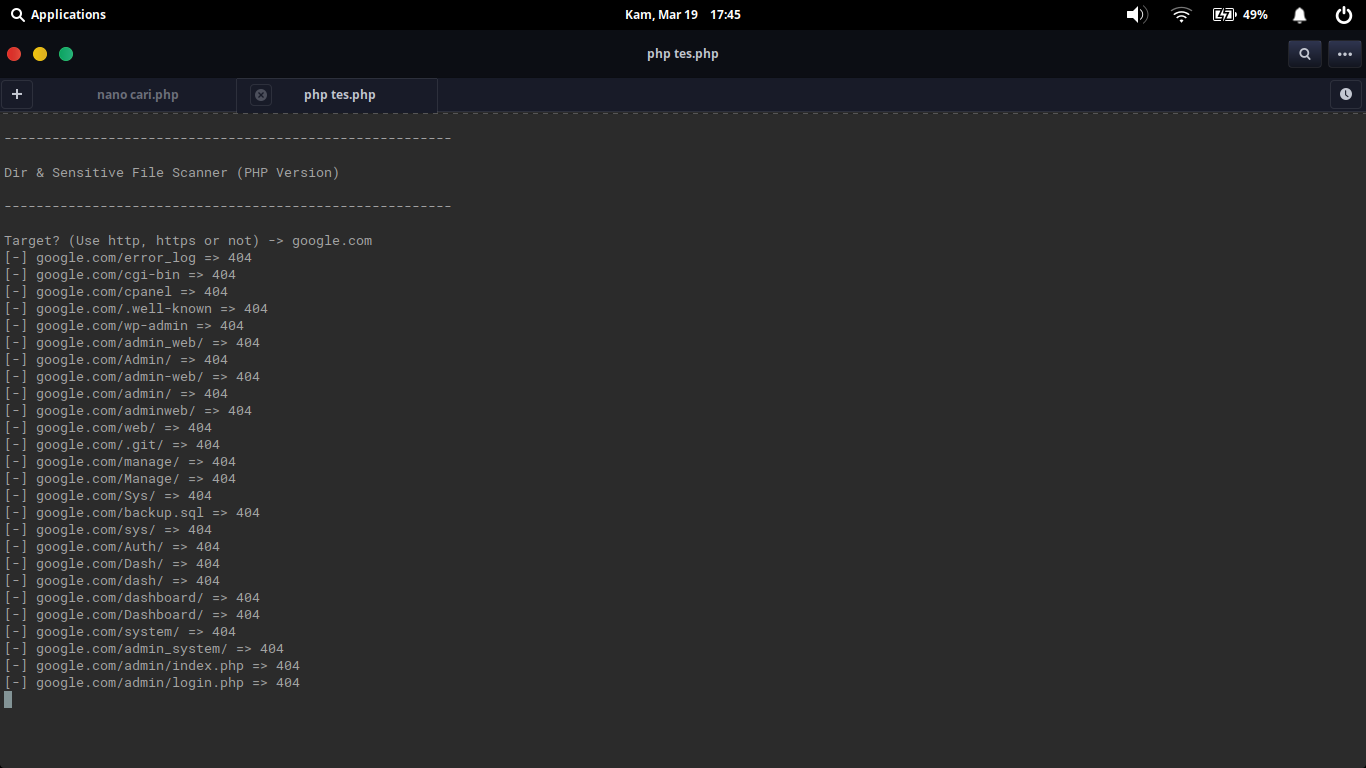 Applications
Kam, Mar 19 17:45
49%
php tes.php
nano cari.php
php tes.php
--------------------------------------------------------
Dir & Sensitive File Scanner (PHP Version)
--------------------------------------------------------
Target? (Use http, https or not) -> google.com
[-] google.com/error_log => 404
[-] google.com/cgi-bin => 404
[-] google.com/cpanel => 404
[-] google.com/.well-known => 404
[-] google.com/wp-admin => 404
[-] google.com/admin_web/ => 404
[-] google.com/Admin/ => 404
[-] google.com/admin-web/ => 404
[-] google.com/admin/ => 404
[-] google.com/adminweb/ => 404
[-] google.com/web/ => 404
[-] google.com/.git/ => 404
[-] google.com/manage/ => 404
[-] google.com/Manage/ => 404
[-] google.com/Sys/ => 404
[-] google.com/backup.sql => 404
[-] google.com/sys/ => 404
[-] google.com/Auth/ => 404
[-] google.com/Dash/ => 404
[-] google.com/dash/ => 404
[-] google.com/dashboard/ => 404
[-] google.com/Dashboard/ => 404
[-] google.com/system/ => 404
[-] google.com/admin_system/ => 404
[-] google.com/admin/index.php => 404
[-] google.com/admin/login.php => 404